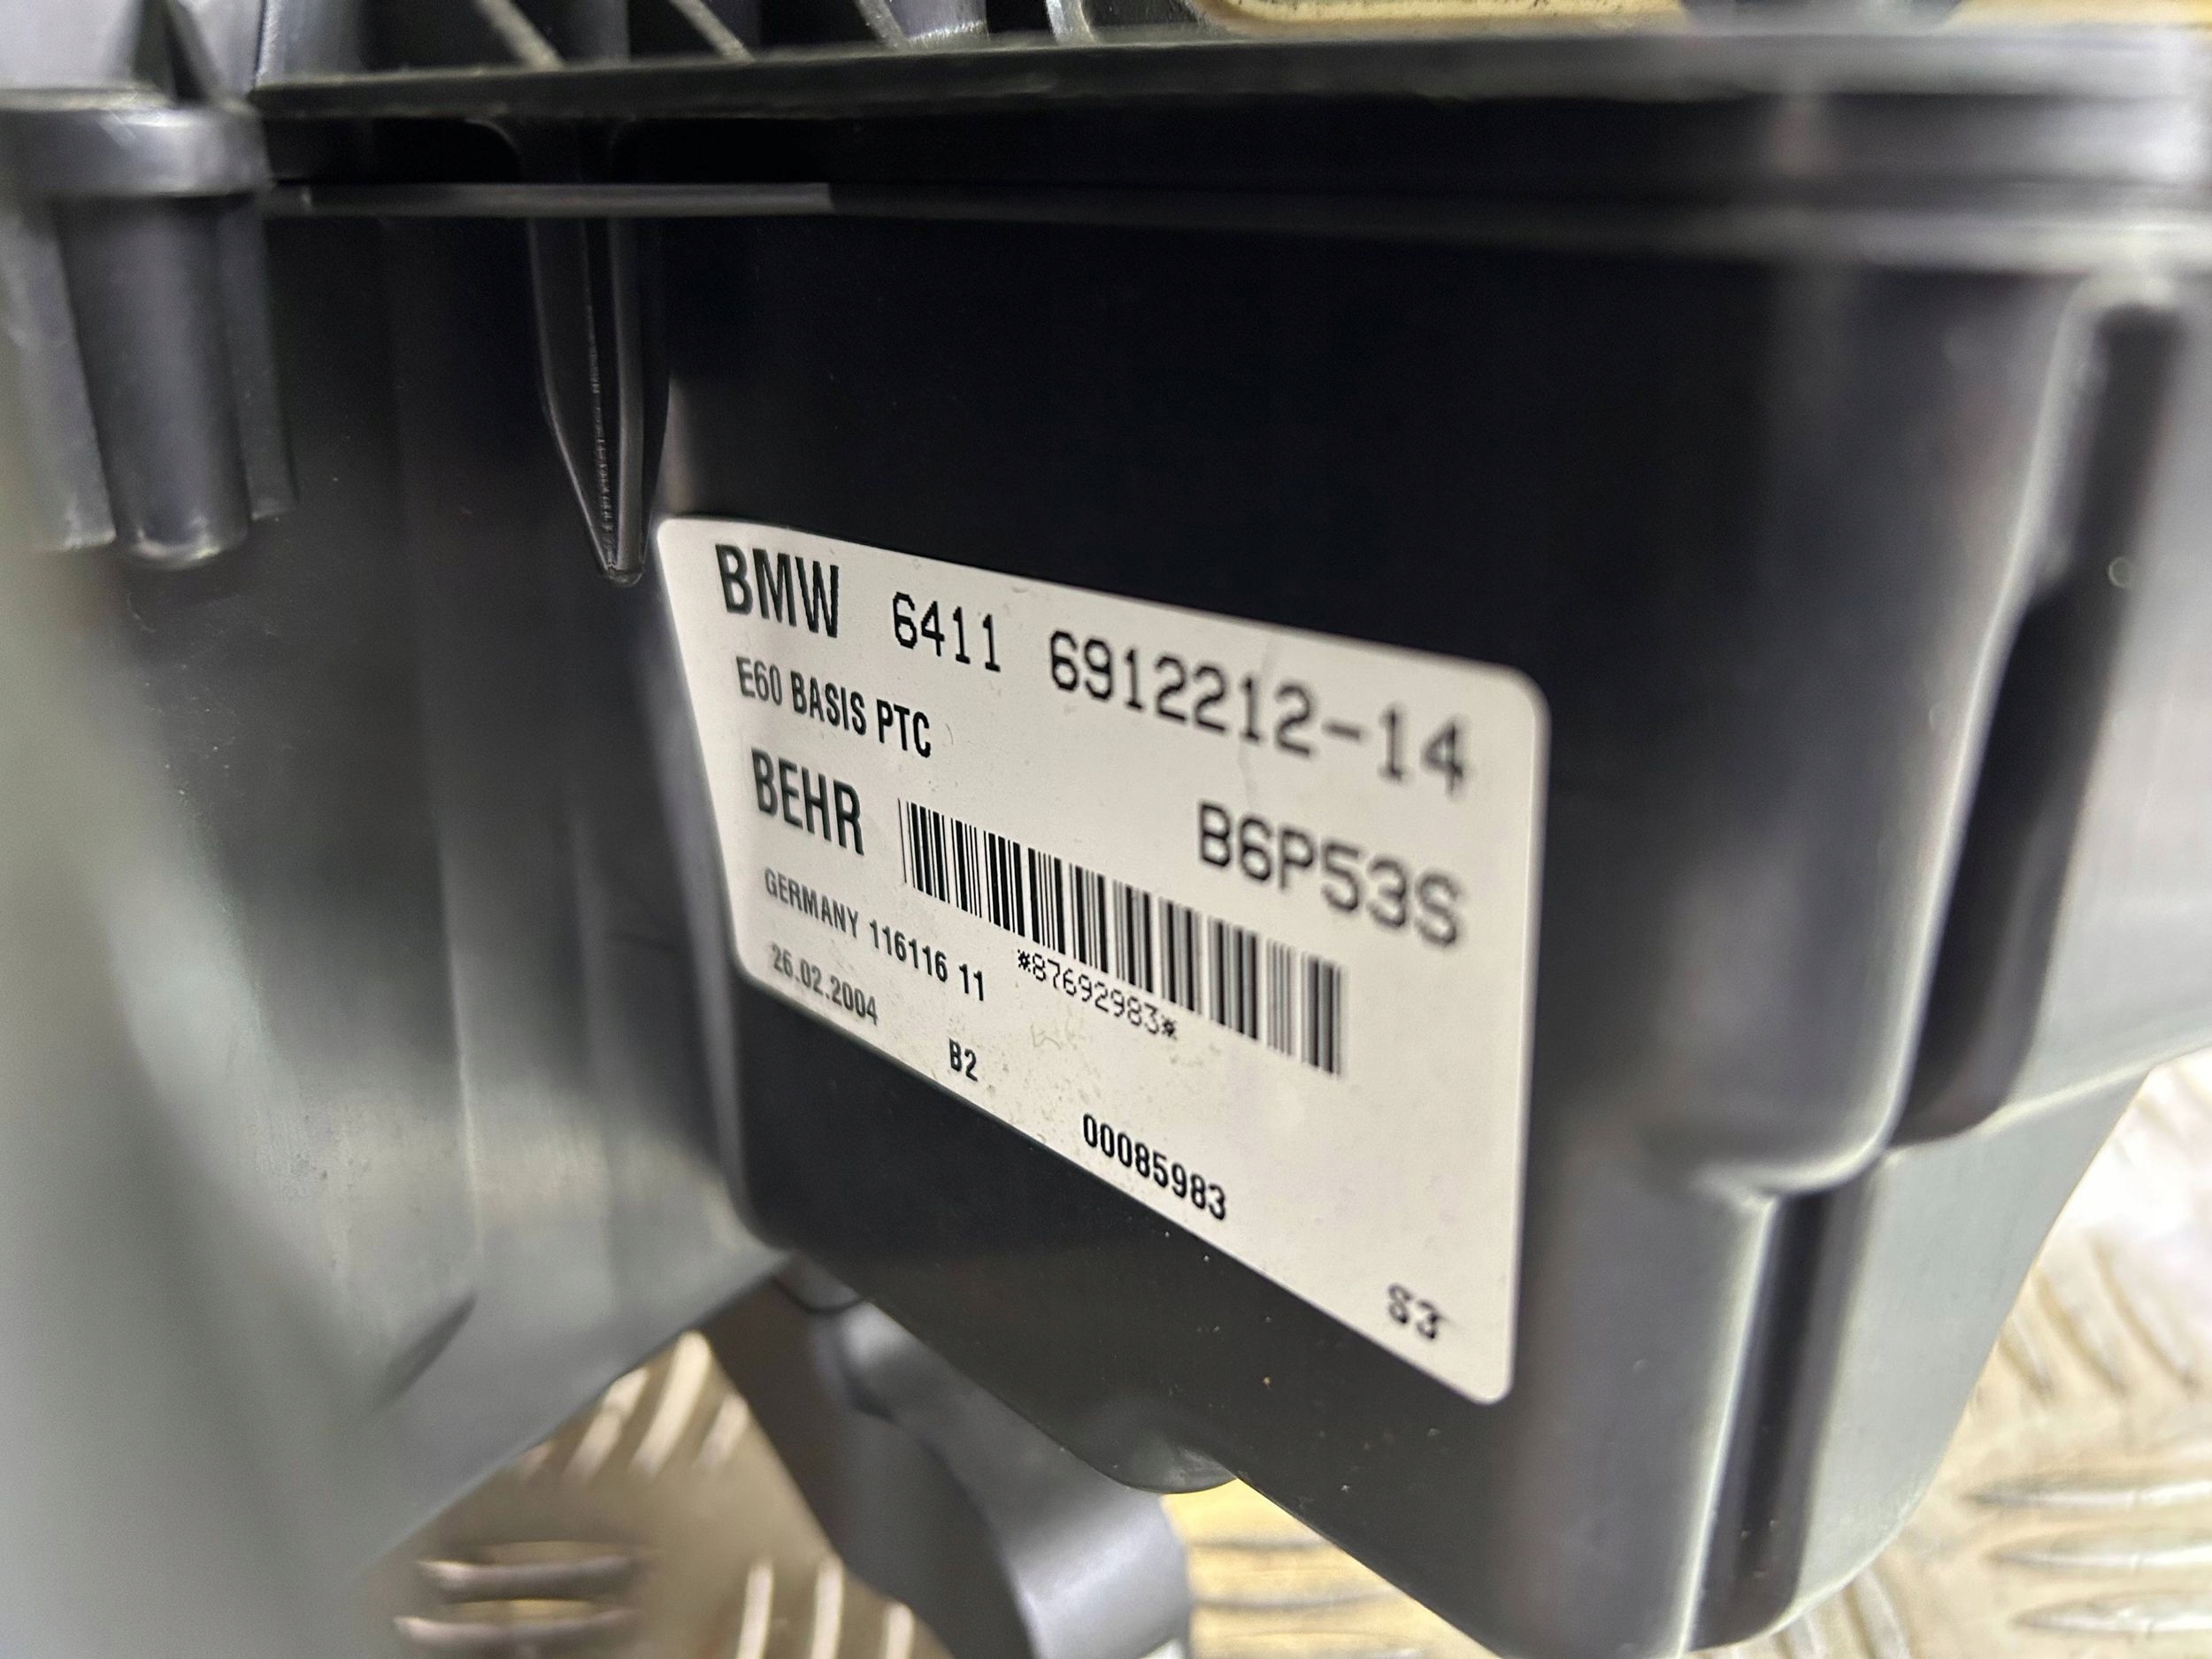 BMW 6411 6912212-14
E60 BASIS PTC
BEHR B6P53S
*87692983*
GERMANY 116116 11
26.02.2004
B2
00085983
S3